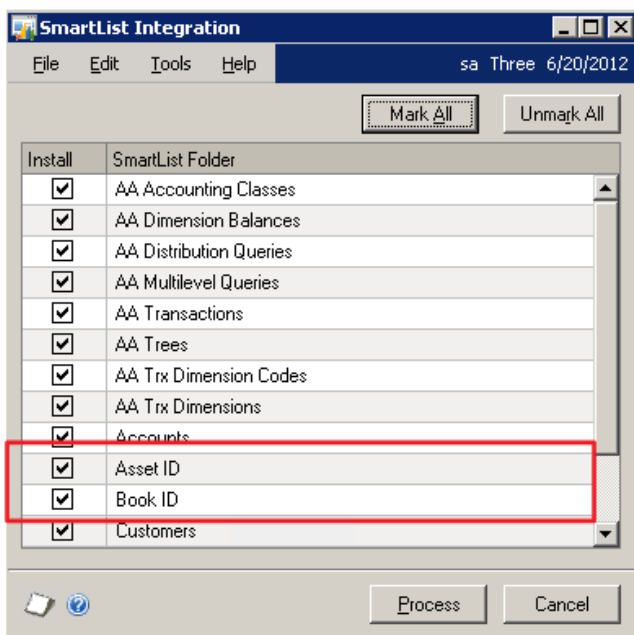 SmartList Integration
File Edit Tools Help sa Three 6/20/2012
Mark All Unmark All
Install SmartList Folder
AA Accounting Classes
AA Dimension Balances
AA Distribution Queries
AA Multilevel Queries
AA Transactions
AA Trees
AA Trx Dimension Codes
AA Trx Dimensions
Accounts
Asset ID
Book ID
Customers
Process Cancel